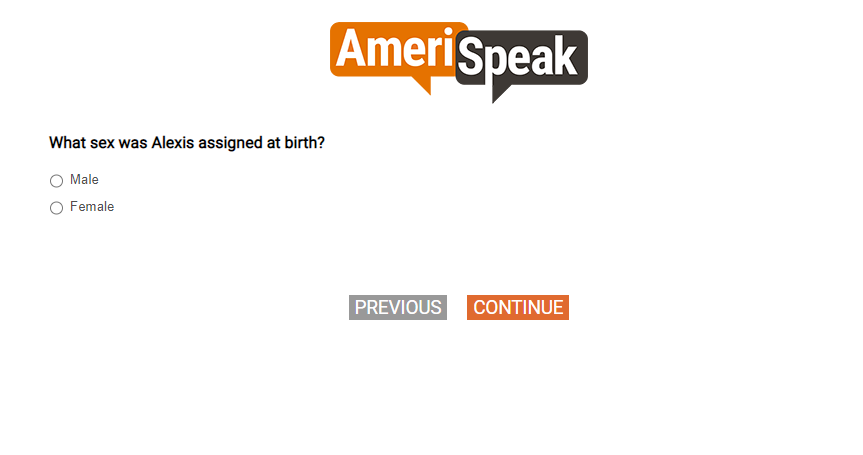 AmeriSpeak
What sex was Alexis assigned at birth?
Male
Female
PREVIOUS CONTINUE